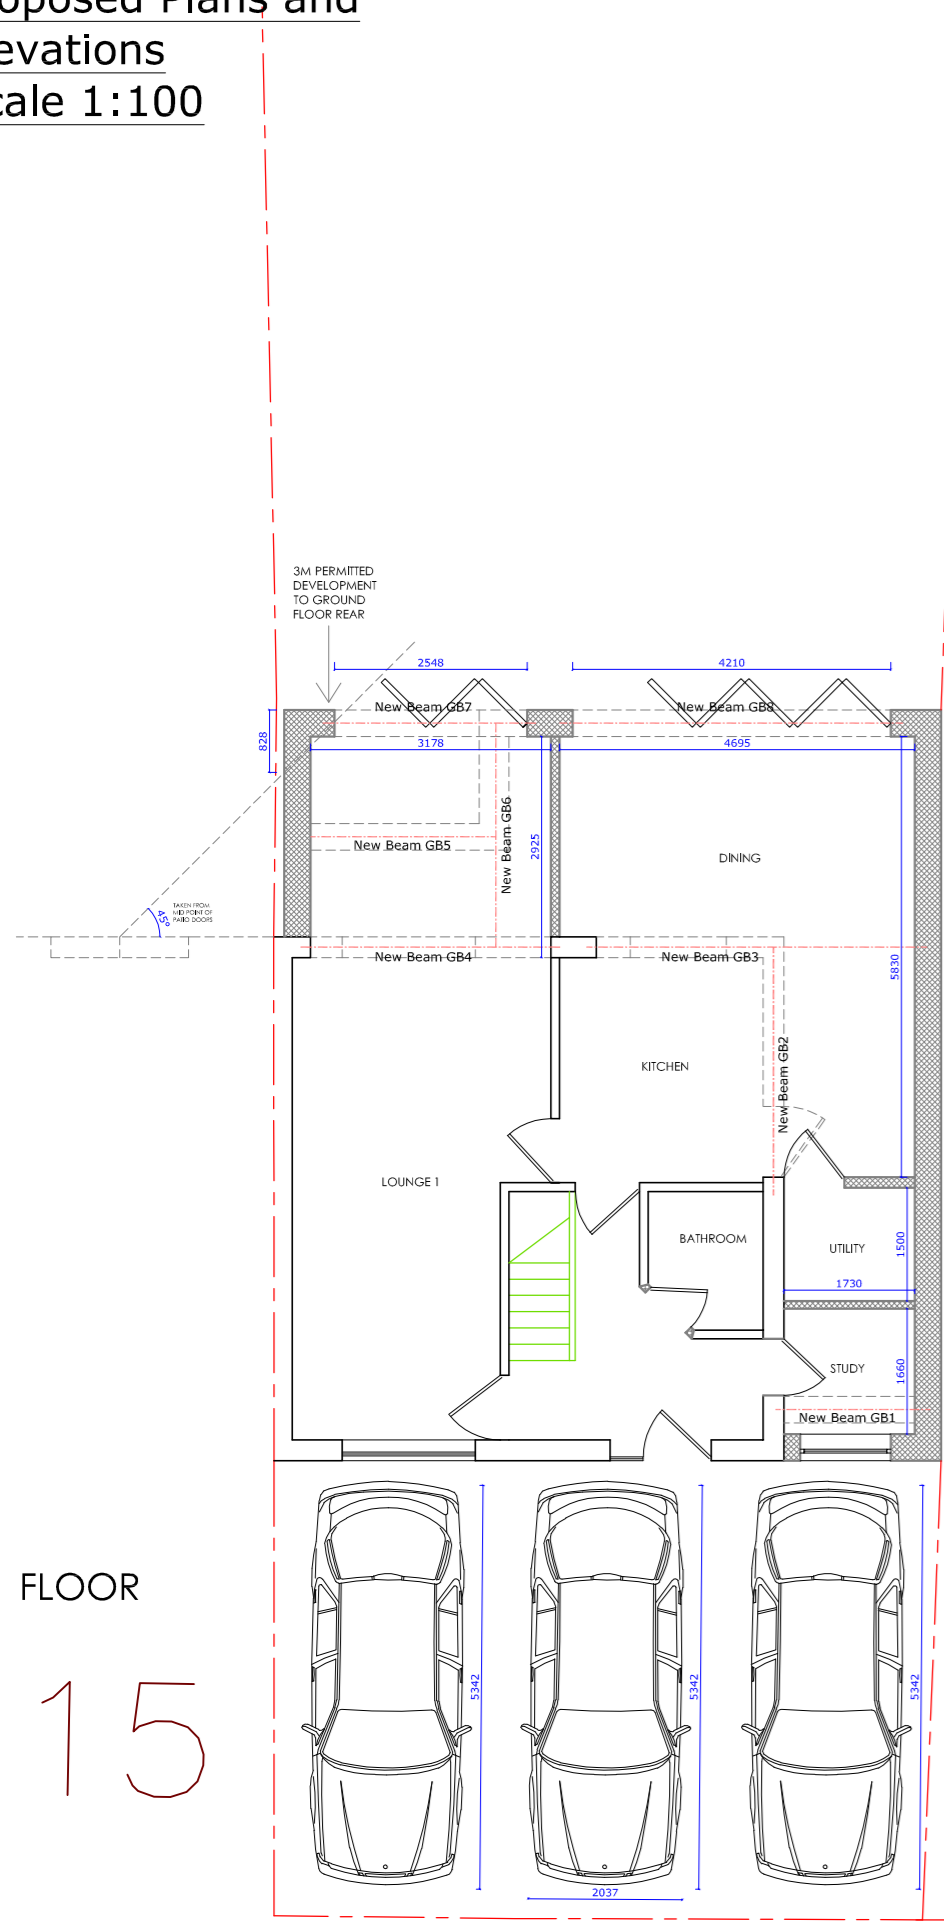 oposed Plans and
evations
cale 1:100
3M PERMITTED
DEVELOPMENT
TO GROUND
FLOOR REAR
2548
4210
New Beam GB7
New Beam GB8
828
3178
4695
New Beam GB6
2925
New Beam GB5
DINING
TAKEN FROM
MID POINT OF
PATIO DOORS
45°
New Beam GB4
New Beam GB3
5830
KITCHEN
New Beam GB2
LOUNGE 1
BATHROOM
UTILITY
1500
1730
STUDY
1660
New Beam GB1
FLOOR
15
5342
5342
5342
2037